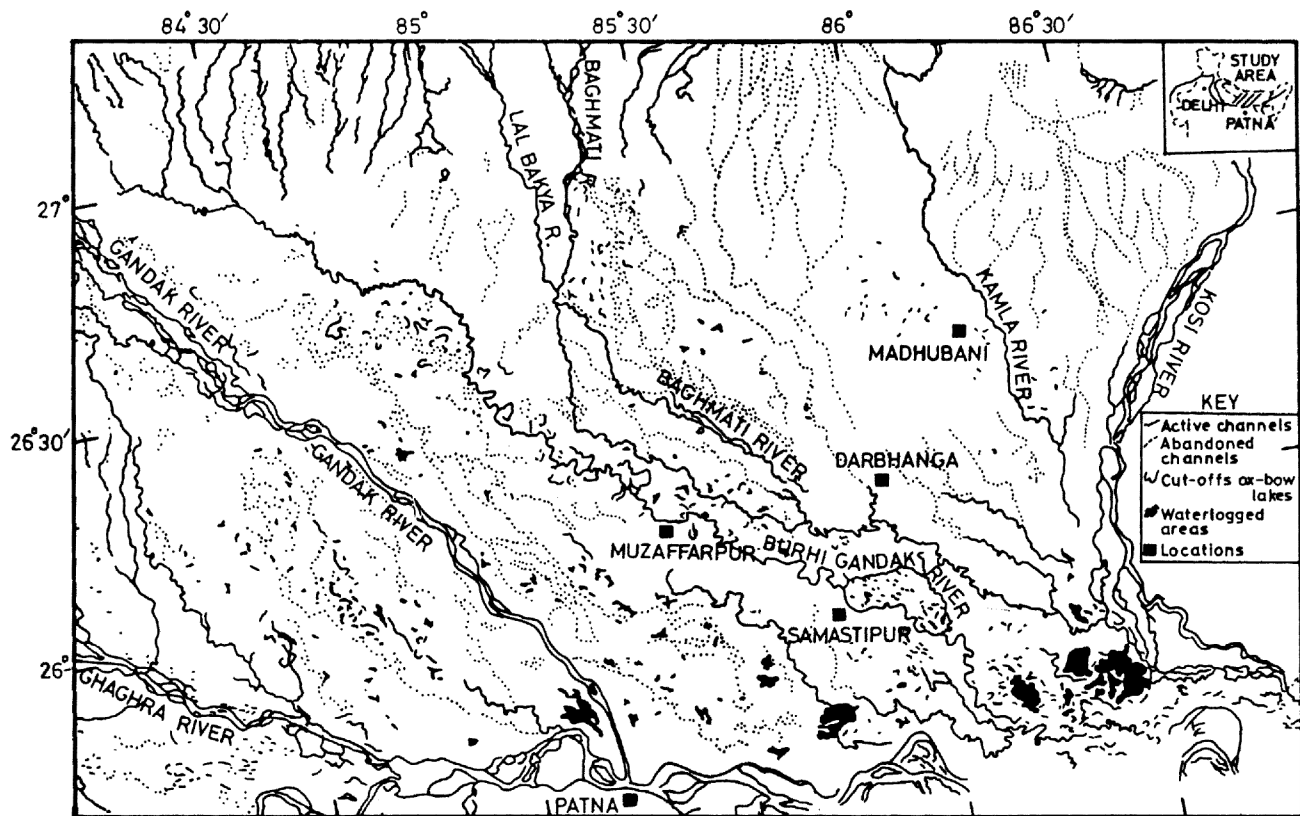 84°30′ 85° 85°30′ 86° 86°30′
STUDY
AREA
DELHI
PATNA
BAGHMATI R.
LAL BAKYA R.
27°
GANDAK RIVER
KAMLA RIVER
KOSI RIVER
MADHUBANI
BAGHMATI RIVER
KEY
Active channels
Abandoned
channels
Cut-offs ox-bow
lakes
Waterlogged
areas
Locations
26°30′
GANDAK RIVER
DARBHANGA
MUZAFFARPUR
BURHI GANDAK RIVER
SAMASTIPUR
26°
GHAGHRA RIVER
PATNA